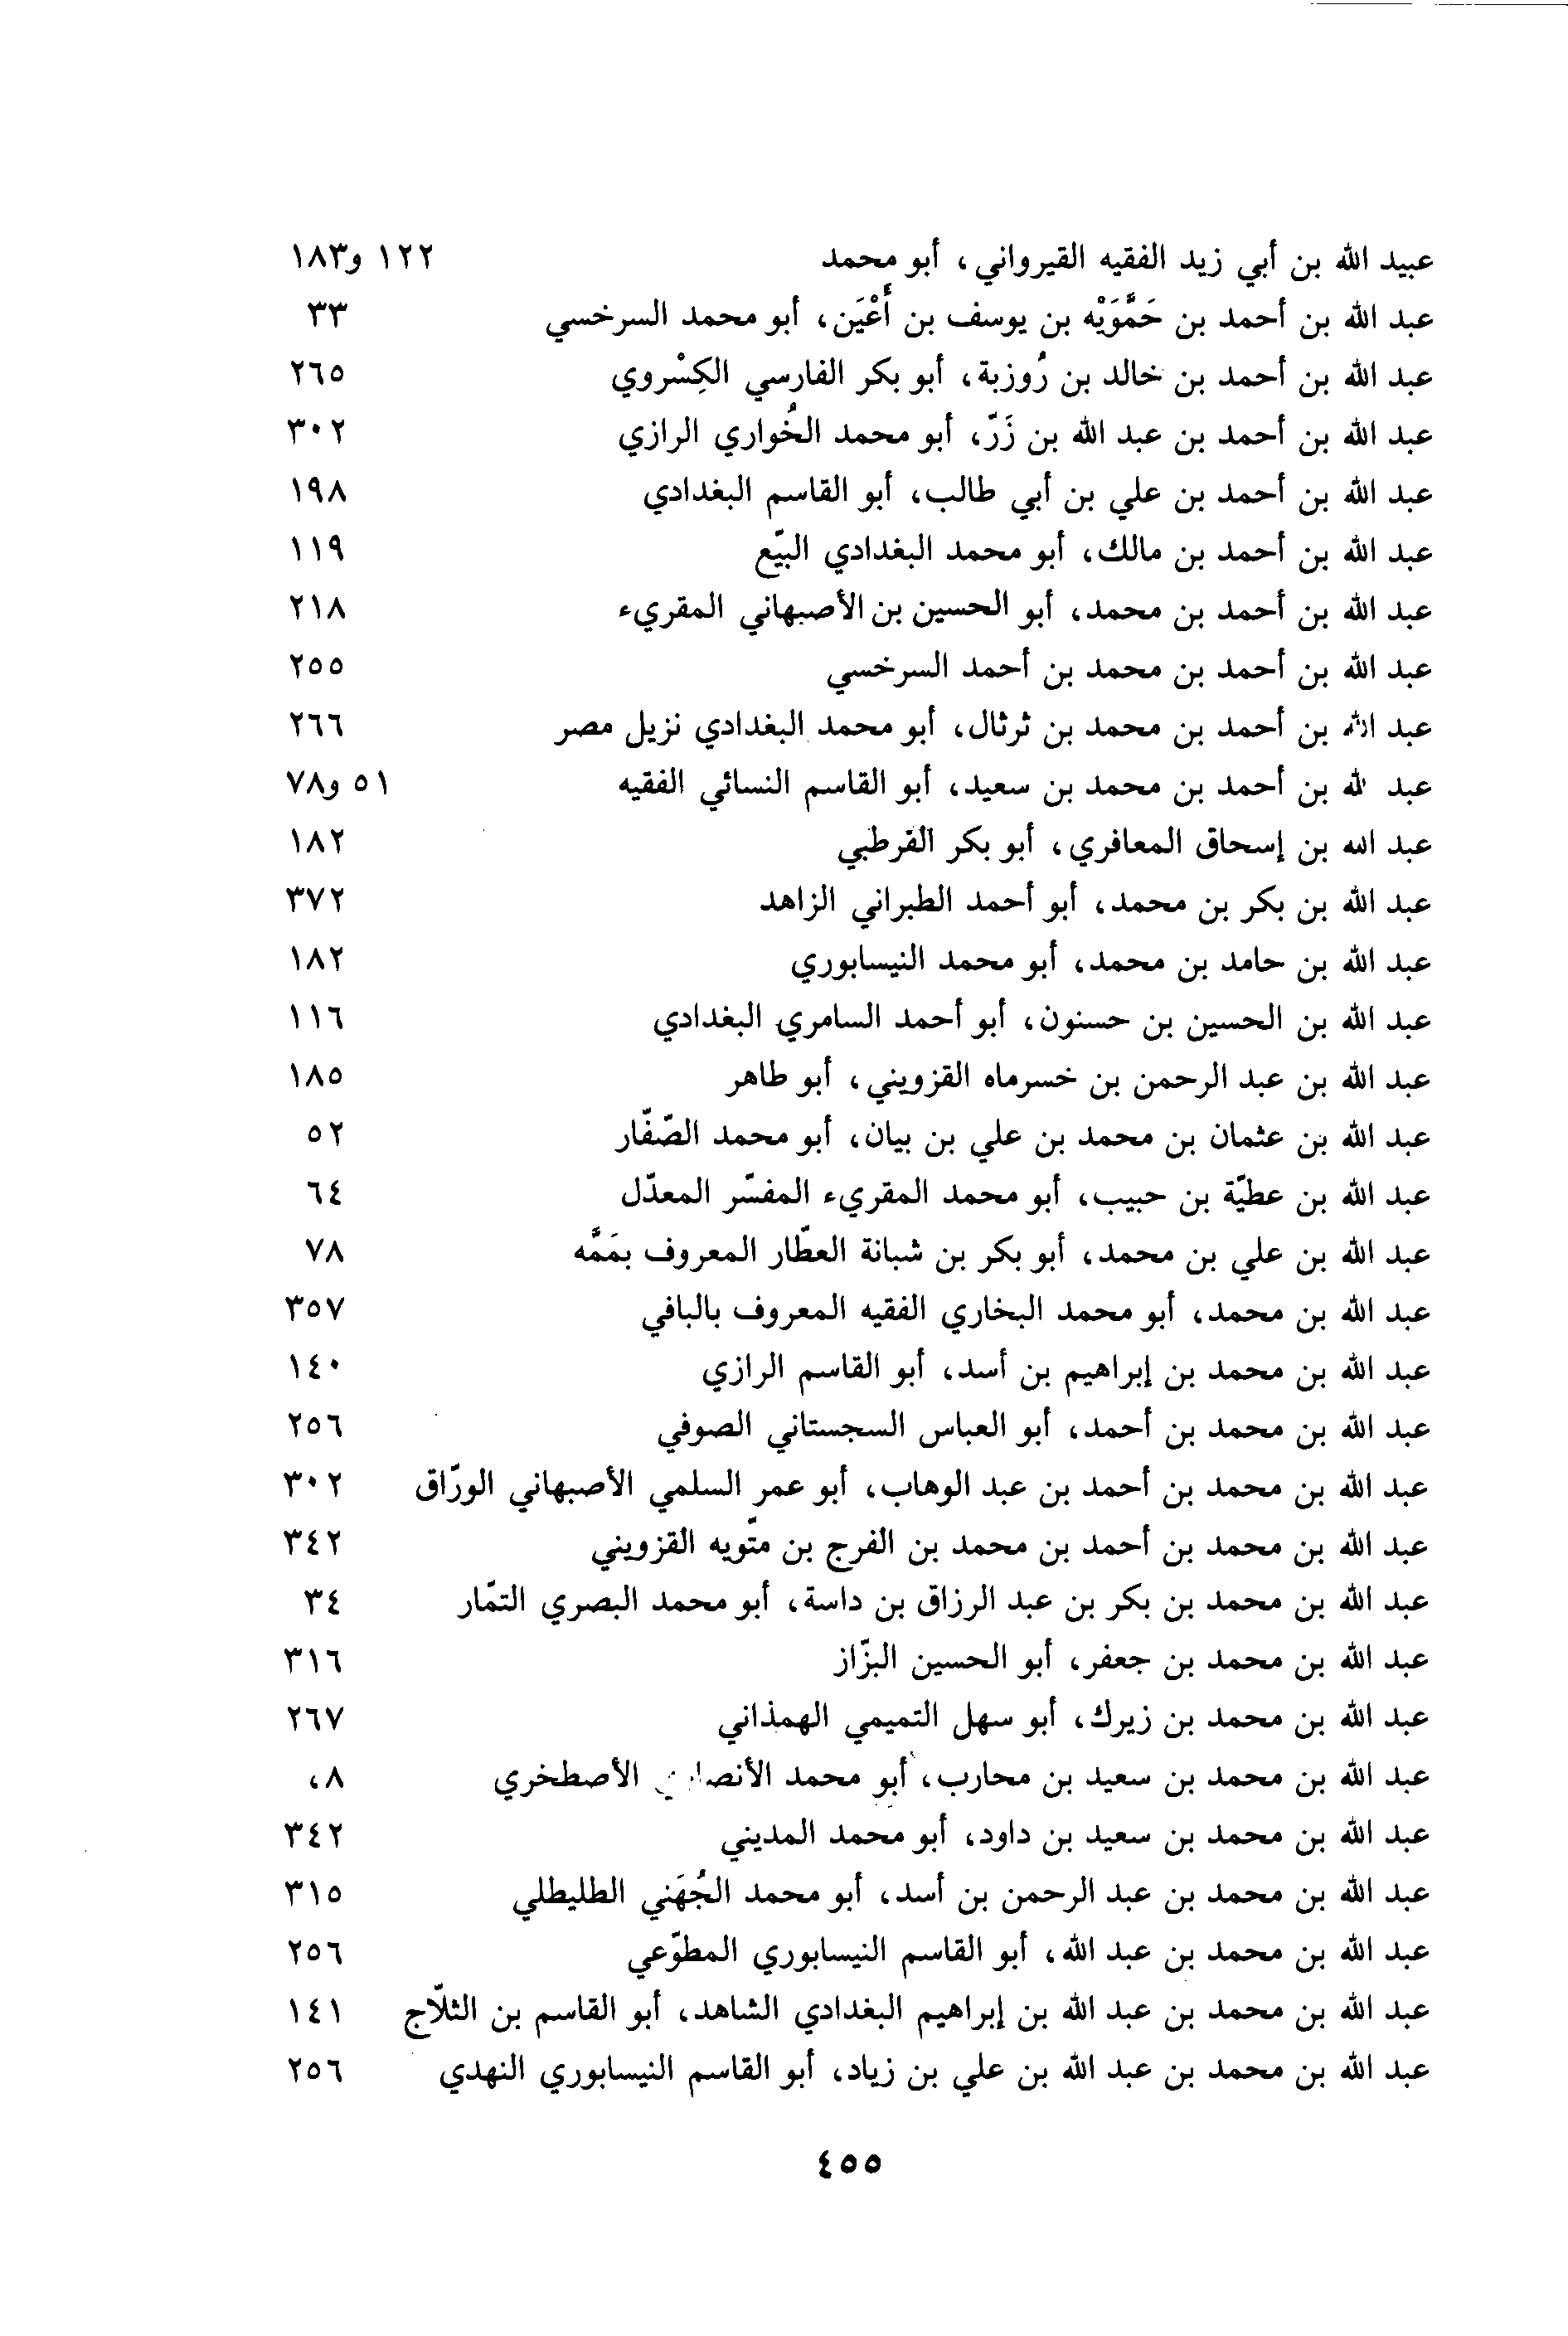 عبيد الله بن أبي زيد الفقيه القيرواني، أبو محمد ١٢٢ و١٨٣
عبد الله بن أحمد بن حَمَّوَيْه بن يوسف بن أَعْيَن، أبو محمد السرخسي ٣٣
عبد الله بن أحمد بن خالد بن رُوزبة، أبو بكر الفارسي الكِسْروي ٢٦٥
عبد الله بن أحمد بن عبد الله بن زَرّ، أبو محمد الخُواري الرازي ٣٠٢
عبد الله بن أحمد بن علي بن أبي طالب، أبو القاسم البغدادي ١٩٨
عبد الله بن أحمد بن مالك، أبو محمد البغدادي البيّع ١١٩
عبد الله بن أحمد بن محمد، أبو الحسين بن الأصبهاني المقريء ٢١٨
عبد الله بن أحمد بن محمد بن أحمد السرخسي ٢٥٥
عبد الله بن أحمد بن محمد بن ثرثال، أبو محمد البغدادي نزيل مصر ٢٦٦
عبد الله بن أحمد بن محمد بن سعيد، أبو القاسم النسائي الفقيه ٥١ و٧٨
عبد الله بن إسحاق المعافري، أبو بكر القرطبي ١٨٢
عبد الله بن بكر بن محمد، أبو أحمد الطبراني الزاهد ٣٧٢
عبد الله بن حامد بن محمد، أبو محمد النيسابوري ١٨٢
عبد الله بن الحسين بن حسنون، أبو أحمد السامري البغدادي ١١٦
عبد الله بن عبد الرحمن بن خسرماه القزويني، أبو طاهر ١٨٥
عبد الله بن عثمان بن محمد بن علي بن بيان، أبو محمد الصّفّار ٥٢
عبد الله بن عطيّة بن حبيب، أبو محمد المقريء المفسّر المعدّل ٦٤
عبد الله بن علي بن محمد، أبو بكر بن شبانة العطّار المعروف بمَمَّه ٧٨
عبد الله بن محمد، أبو محمد البخاري الفقيه المعروف بالبافي ٣٥٧
عبد الله بن محمد بن إبراهيم بن أسد، أبو القاسم الرازي ١٤٠
عبد الله بن محمد بن أحمد، أبو العباس السجستاني الصوفي ٢٥٦
عبد الله بن محمد بن أحمد بن عبد الوهاب، أبو عمر السلمي الأصبهاني الورّاق ٣٠٢
عبد الله بن محمد بن أحمد بن محمد بن الفرج بن متّويه القزويني ٣٤٢
عبد الله بن محمد بن بكر بن عبد الرزاق بن داسة، أبو محمد البصري التمّار ٣٤
عبد الله بن محمد بن جعفر، أبو الحسين البزّاز ٣١٦
عبد الله بن محمد بن زيرك، أبو سهل التميمي الهمذاني ٢٦٧
عبد الله بن محمد بن سعيد بن محارب، أبو محمد الأنصاري الأصطخري
عبد الله بن محمد بن سعيد بن داود، أبو محمد المديني ٣٤٢
عبد الله بن محمد بن عبد الرحمن بن أسد، أبو محمد الجُهَني الطليطلي ٣١٥
عبد الله بن محمد بن عبد الله، أبو القاسم النيسابوري المطوّعي ٢٥٦
عبد الله بن محمد بن عبد الله بن إبراهيم البغدادي الشاهد، أبو القاسم بن الثلّاج ١٤١
عبد الله بن محمد بن عبد الله بن علي بن زياد، أبو القاسم النيسابوري النهدي ٢٥٦
٤٥٥